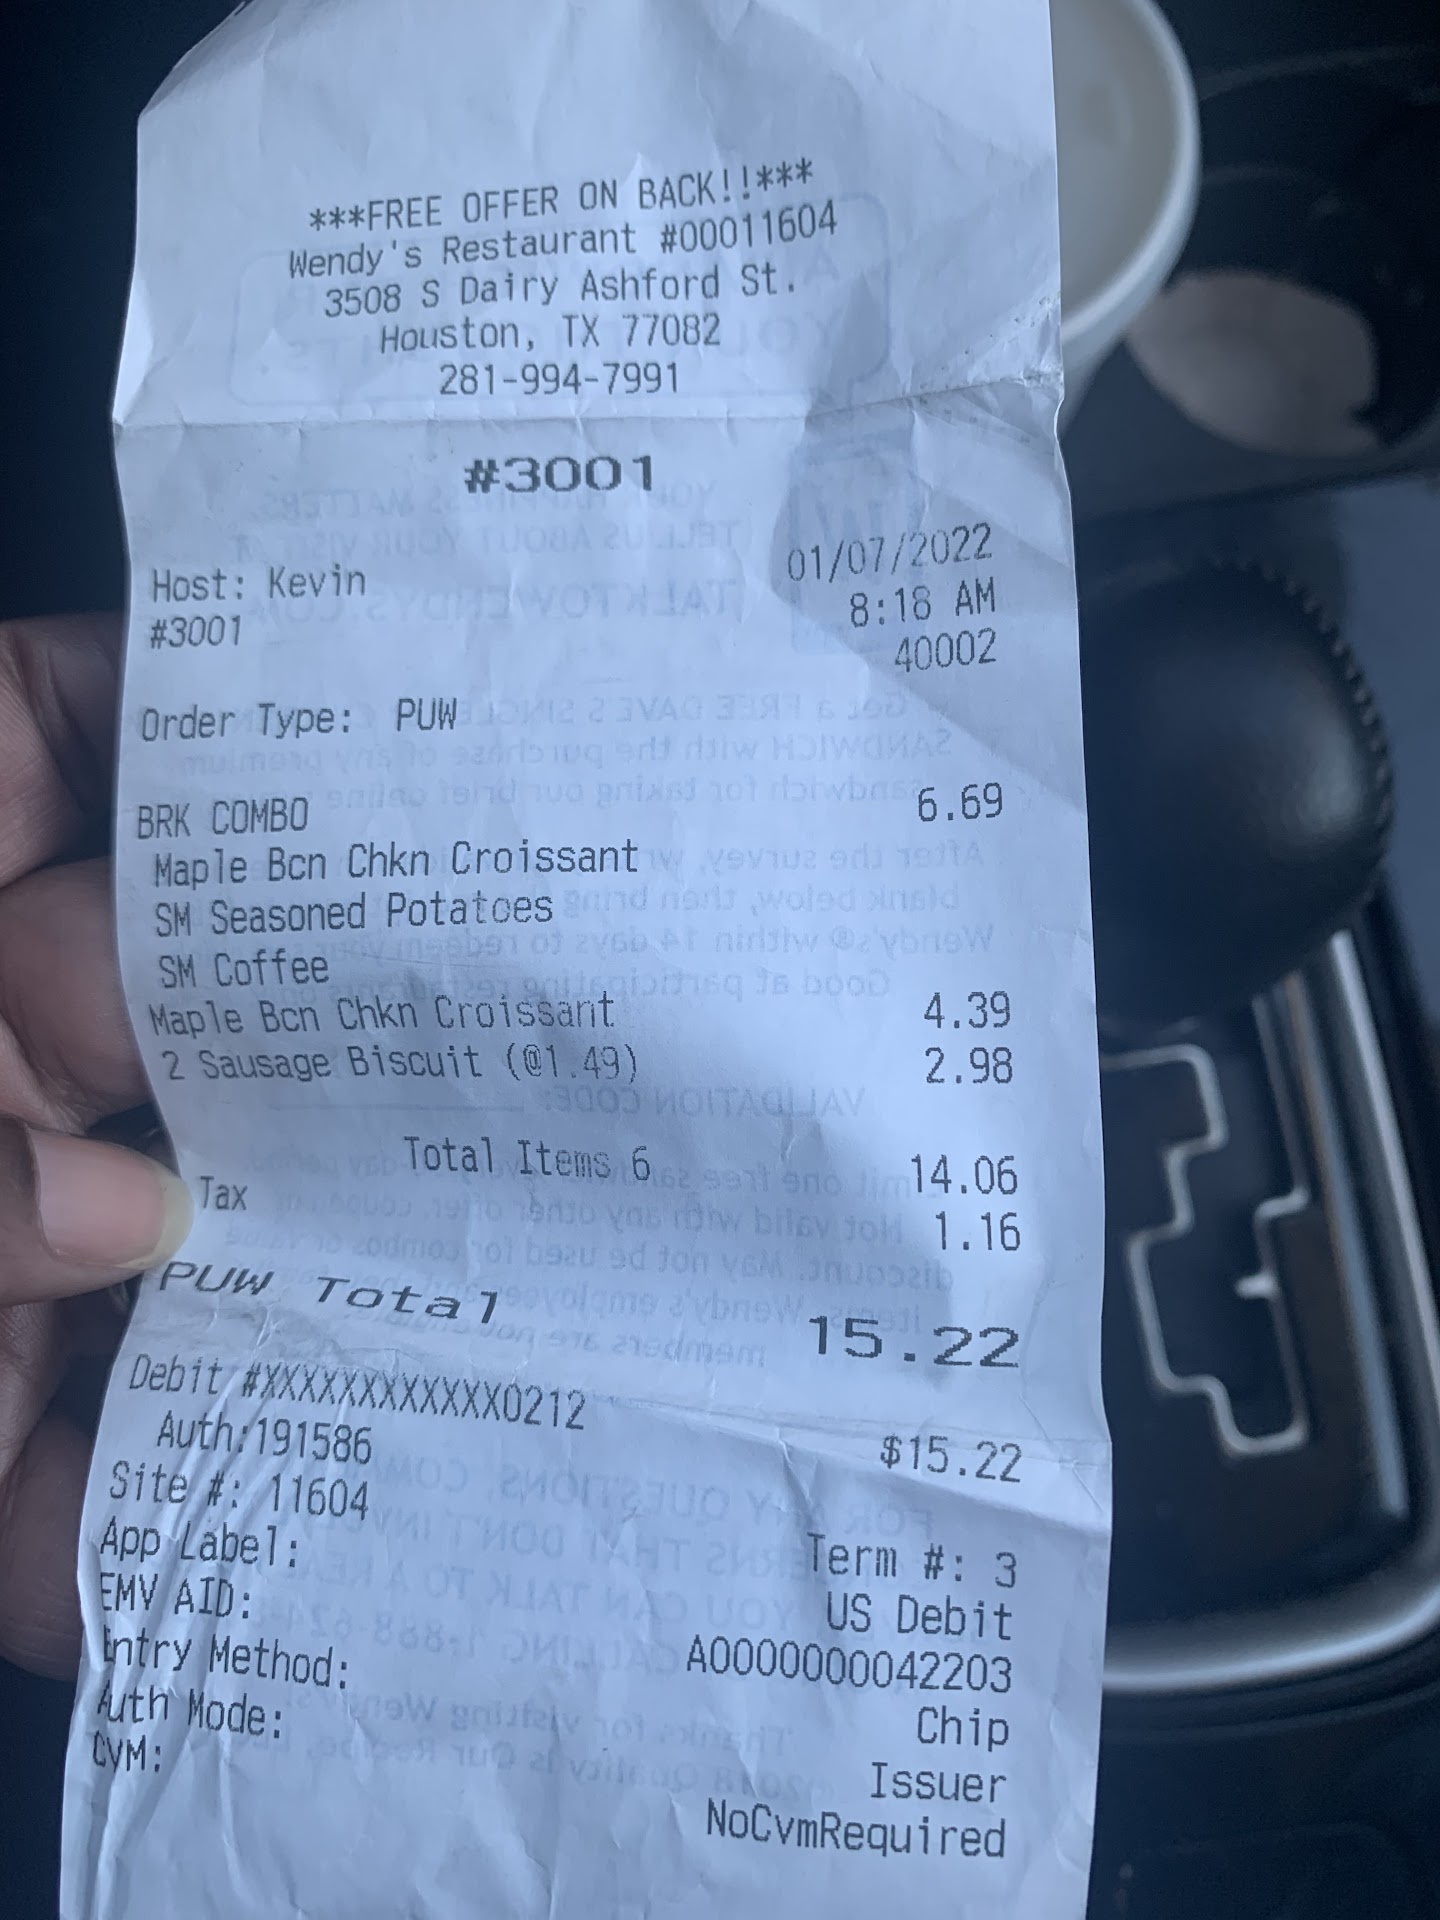 ***FREE OFFER ON BACK!!***
Wendy's Restaurant #00011604
3508 S Dairy Ashford St.
Houston, TX 77082
281-994-7991
#3001
Host: Kevin 01/07/2022
#3001 8:18 AM
40002
Order Type: PUW
BRK COMBO 6.69
Maple Bcn Chkn Croissant
SM Seasoned Potatoes
SM Coffee
Maple Bcn Chkn Croissant 4.39
2 Sausage Biscuit (@1.49) 2.98
Total Items 6 14.06
Tax 1.16
PUW Total 15.22
Debit #XXXXXXXXXXXX0212 $15.22
Auth:191586
Site #: 11604 Term #: 3
App Label: US Debit
EMV AID: A0000000042203
Entry Method: Chip
Auth Mode: Issuer
CVM: NoCvmRequired